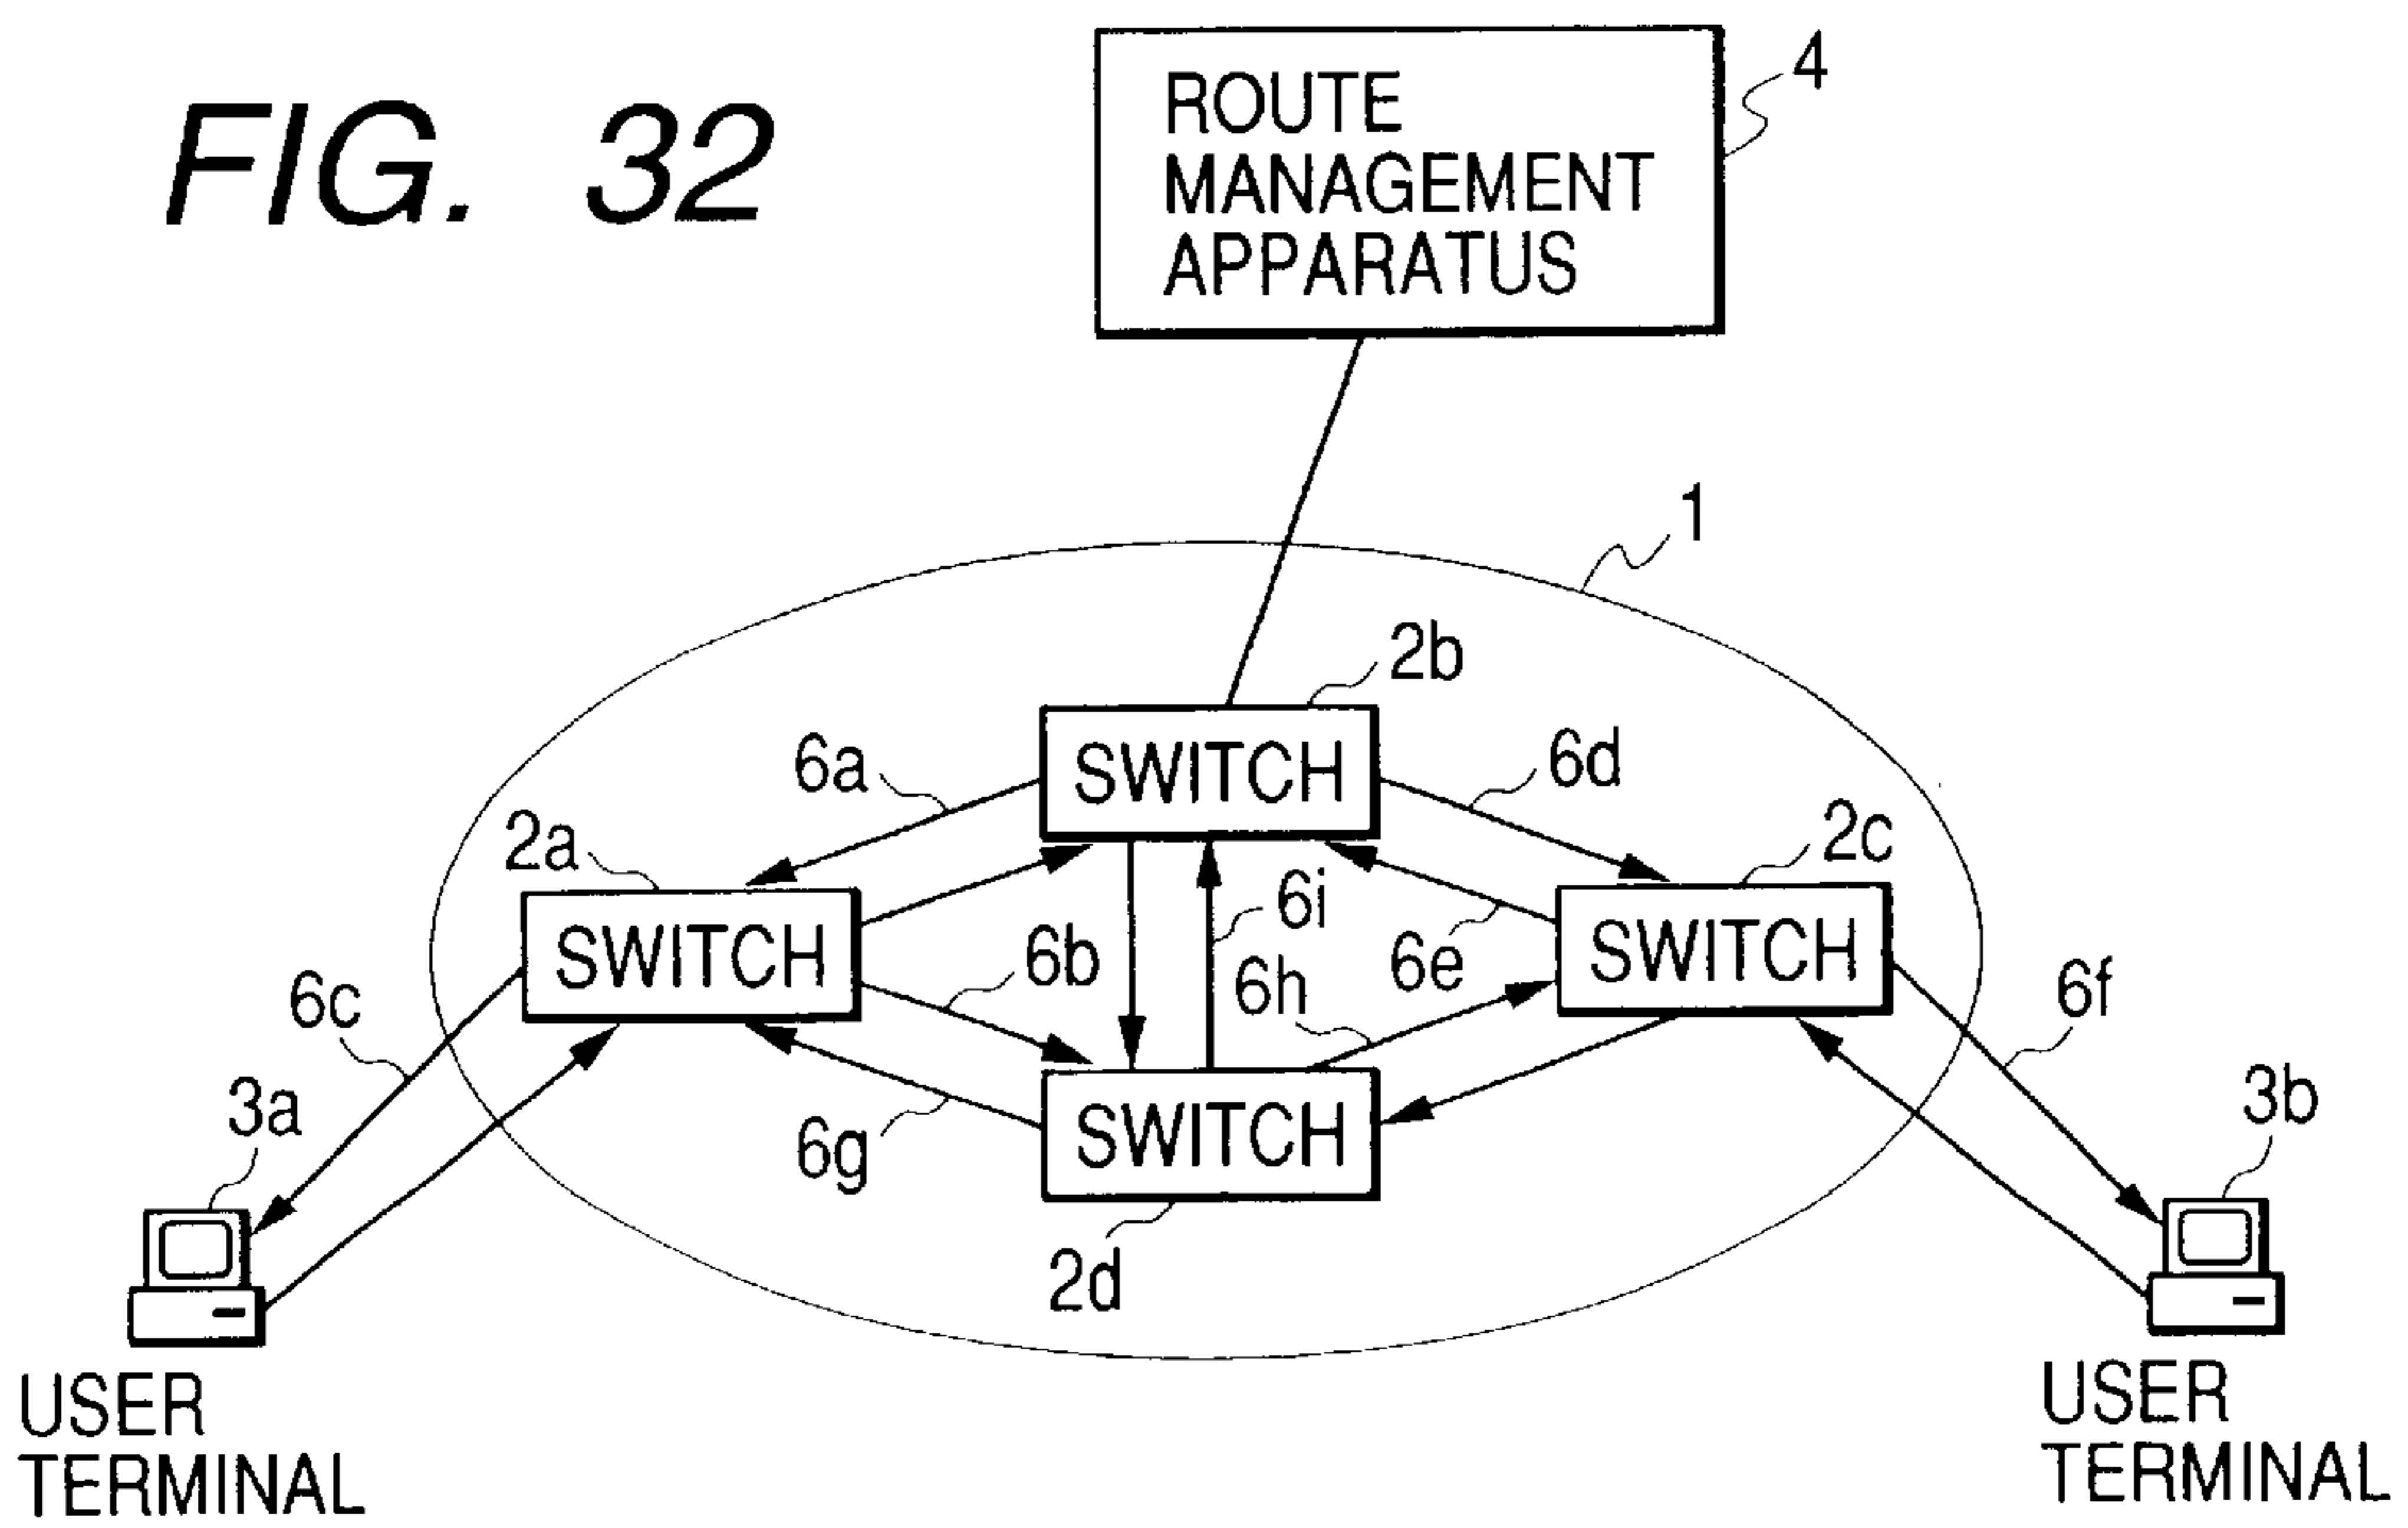 FIG. 32
ROUTE
MANAGEMENT
APPARATUS
4
1
2b
6a
6d
SWITCH
2a
2c
6i
SWITCH
6b
6e
SWITCH
6c
6h
6f
3a
6g
SWITCH
3b
2d
USER
TERMINAL
USER
TERMINAL